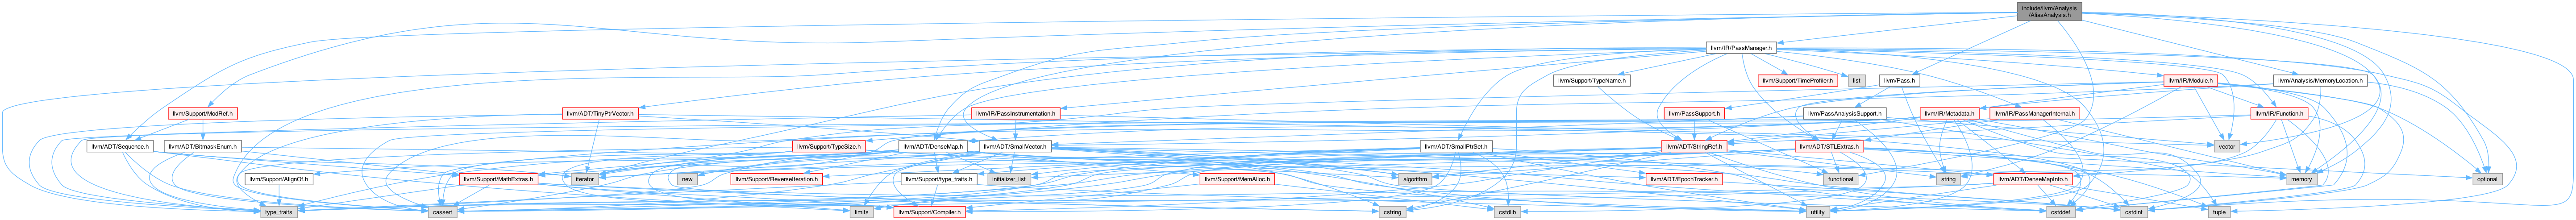 include/llvm/Analysis
/AliasAnalysis.h
llvm/IR/PassManager.h
llvm/Support/TypeName.h
llvm/Support/TimeProfiler.h
list
llvm/Pass.h
llvm/IR/Module.h
llvm/Analysis/MemoryLocation.h
llvm/Support/ModRef.h
llvm/ADT/TinyPtrVector.h
llvm/IR/PassInstrumentation.h
llvm/PassSupport.h
llvm/PassAnalysisSupport.h
llvm/IR/Metadata.h
llvm/IR/PassManagerInternal.h
llvm/IR/Function.h
llvm/ADT/Sequence.h
llvm/ADT/BitmaskEnum.h
llvm/Support/TypeSize.h
llvm/ADT/DenseMap.h
llvm/ADT/SmallVector.h
llvm/ADT/SmallPtrSet.h
llvm/ADT/StringRef.h
llvm/ADT/STLExtras.h
vector
llvm/Support/AlignOf.h
llvm/Support/MathExtras.h
iterator
new
llvm/Support/ReverseIteration.h
llvm/Support/type_traits.h
initializer_list
llvm/Support/MemAlloc.h
algorithm
llvm/ADT/EpochTracker.h
functional
string
llvm/ADT/DenseMapInfo.h
memory
optional
type_traits
cassert
limits
llvm/Support/Compiler.h
cstring
cstdlib
utility
cstddef
cstdint
tuple